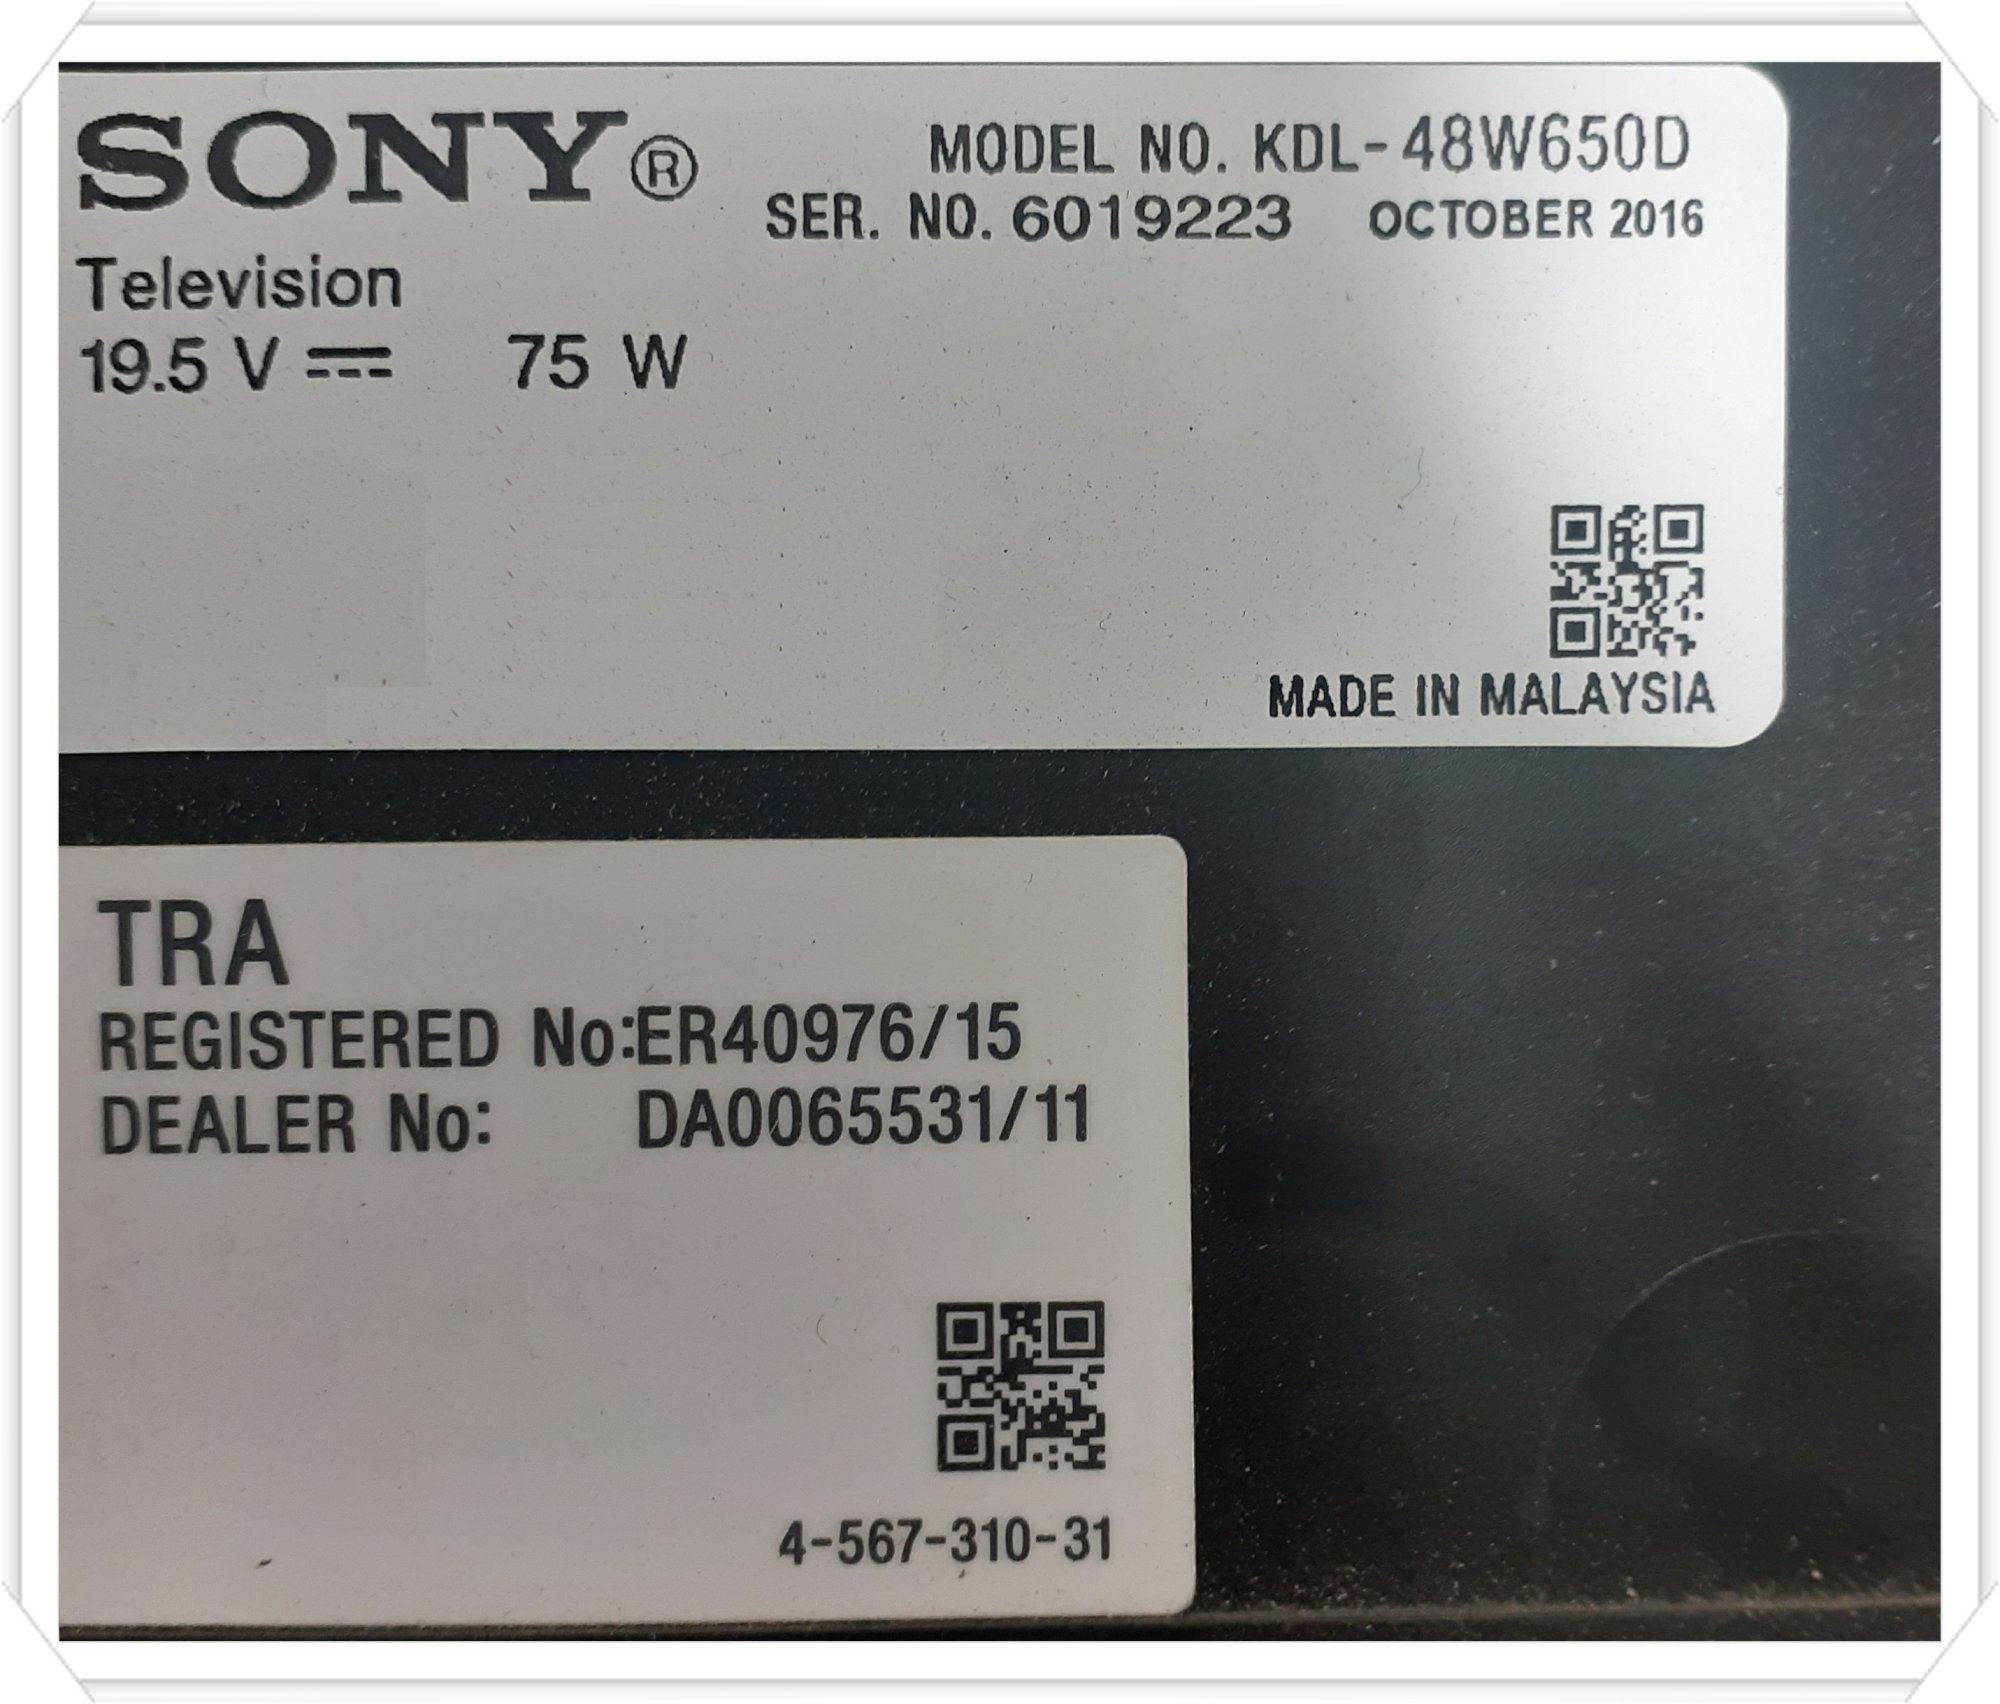 SONY®
MODEL NO. KDL-48W650D
SER. NO. 6019223 OCTOBER 2016
Television
19.5 V ⎓ 75 W
MADE IN MALAYSIA
TRA
REGISTERED No:ER40976/15
DEALER No: DA0065531/11
4-567-310-31